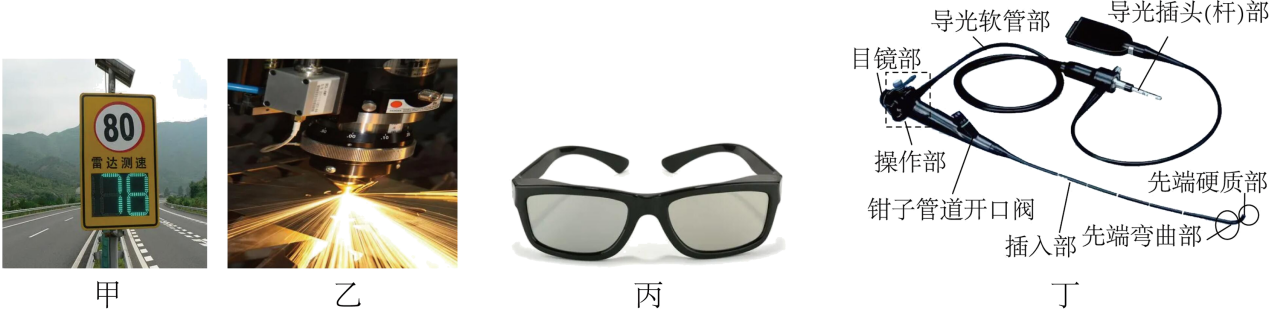 80
雷达测速
78
甲
乙
丙
导光软管部
导光插头(杆)部
目镜部
操作部
钳子管道开口阀
插入部
先端弯曲部
先端硬质部
丁